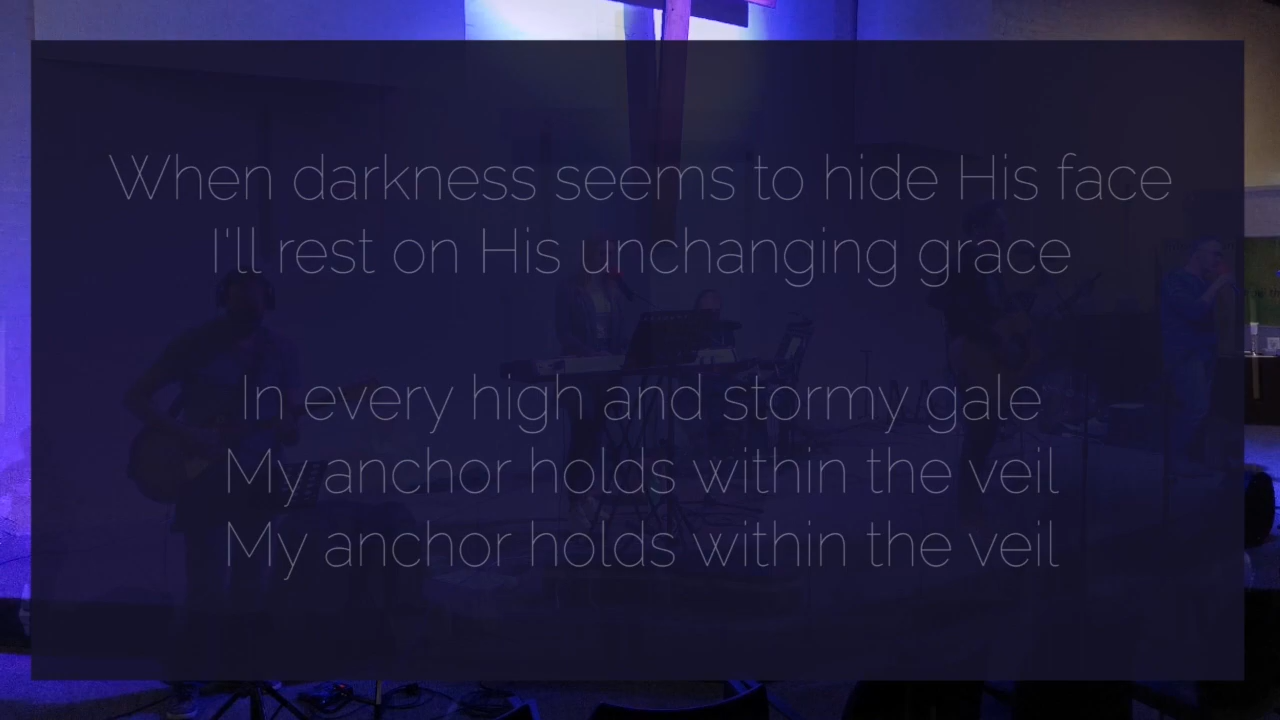 When darkness seems to hide His face
I'll rest on His unchanging grace
In every high and stormy gale
My anchor holds within the veil
My anchor holds within the veil